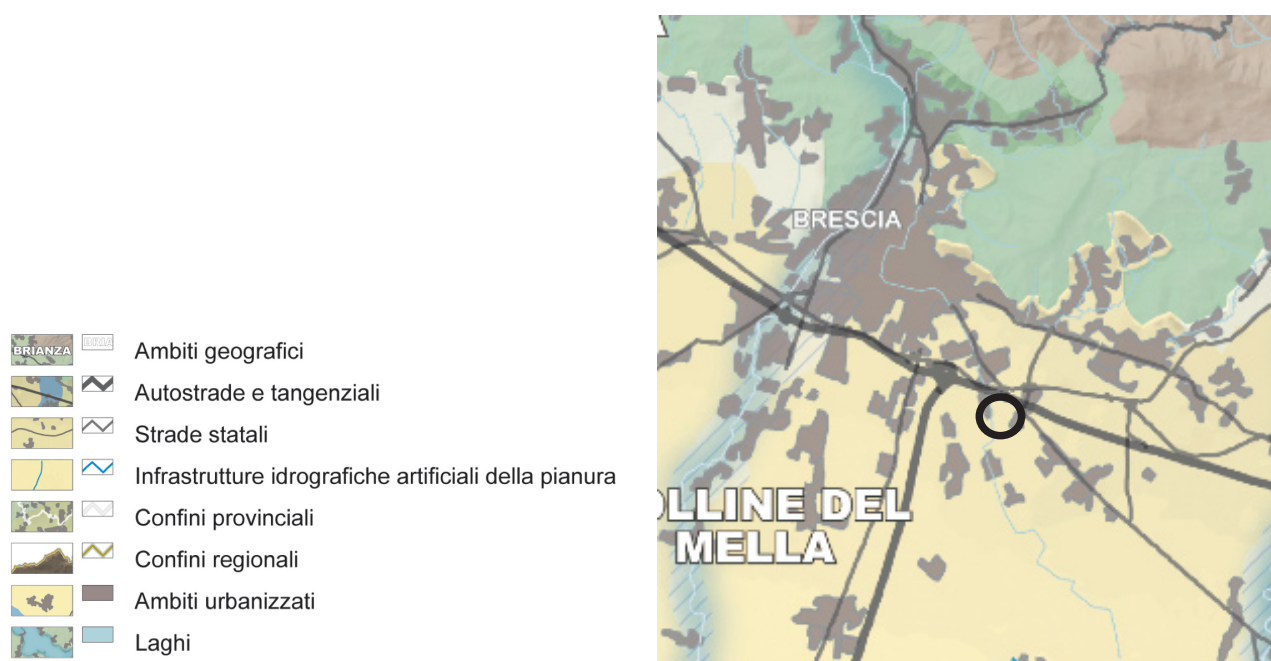 BRESCIA
OLLINE DEL
MELLA
BRIANZA
Ambiti geografici
Autostrade e tangenziali
Strade statali
Infrastrutture idrografiche artificiali della pianura
Confini provinciali
Confini regionali
Ambiti urbanizzati
Laghi